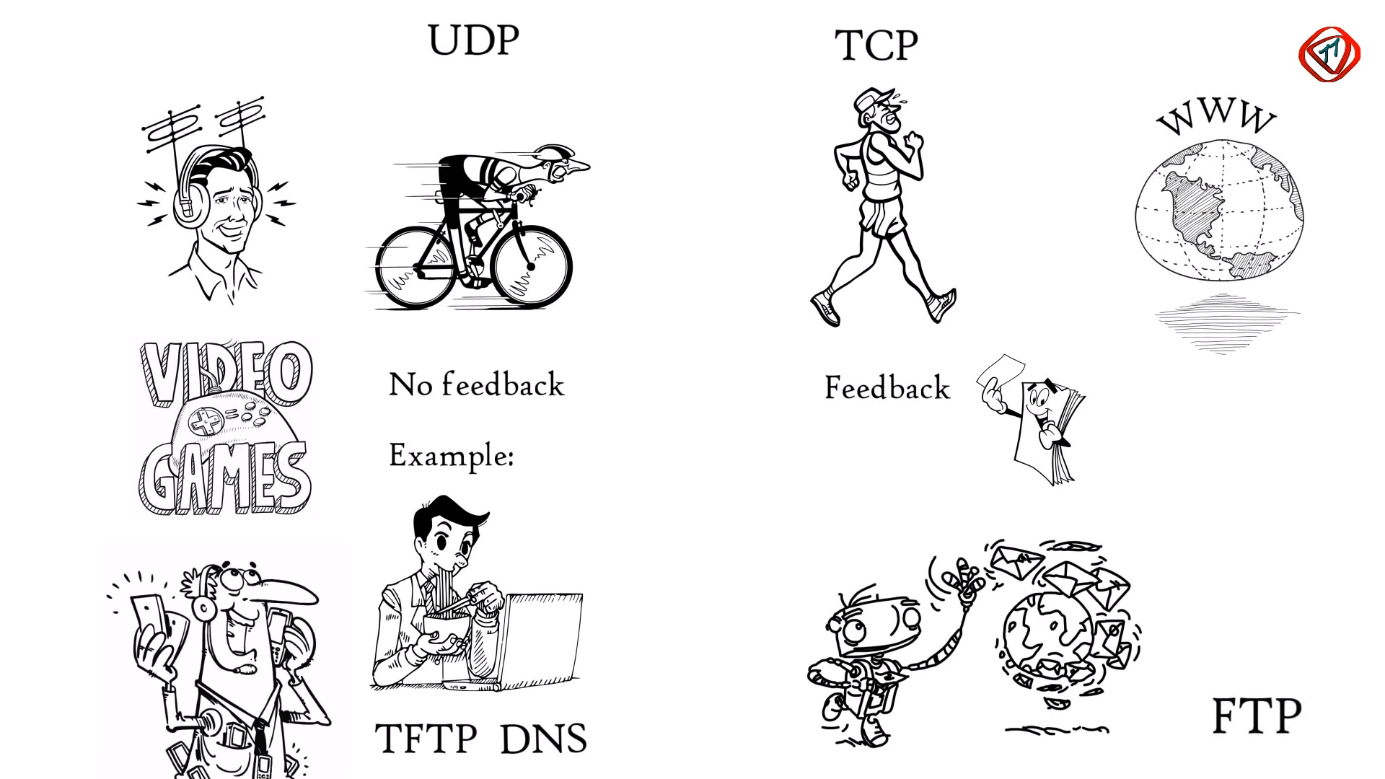 UDP
TCP
WWW
VIDEO
GAMES
No feedback
Example:
Feedback
TFTP DNS
FTP